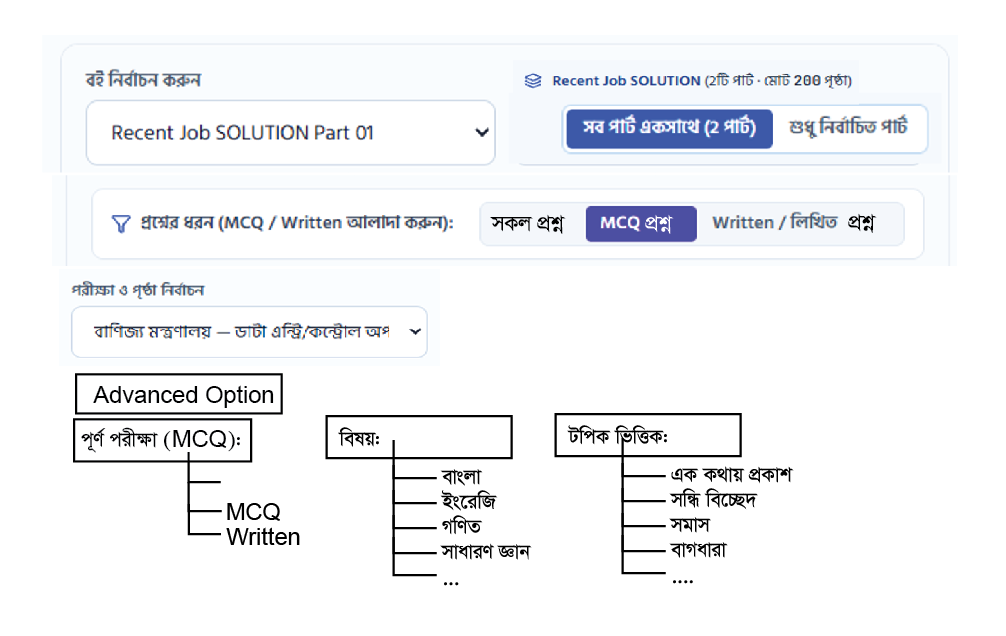 বই নির্বাচন করুন
Recent Job SOLUTION (2টি পার্ট · মোট 200 পৃষ্ঠা)
Recent Job SOLUTION Part 01
সব পার্ট একসাথে (2 পার্ট)
শুধু নির্বাচিত পার্ট
প্রশ্নের ধরন (MCQ / Written আলাদা করুন):
সকল প্রশ্ন
MCQ প্রশ্ন
Written / লিখিত প্রশ্ন
পরীক্ষা ও পৃষ্ঠা নির্বাচন
বাণিজ্য মন্ত্রণালয় — ডাটা এন্ট্রি/কন্ট্রোল অপ
Advanced Option
পূর্ণ পরীক্ষা (MCQ):
MCQ
Written
বিষয়:
বাংলা
ইংরেজি
গণিত
সাধারণ জ্ঞান
...
টপিক ভিত্তিক:
এক কথায় প্রকাশ
সন্ধি বিচ্ছেদ
সমাস
বাগধারা
....